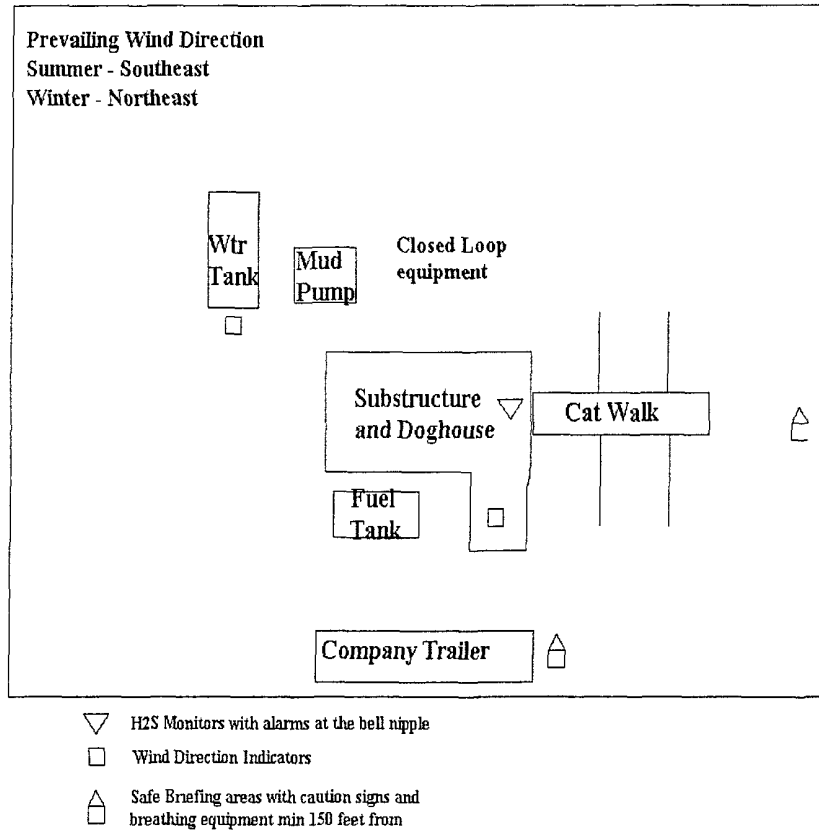 Prevailing Wind Direction
Summer - Southeast
Winter - Northeast
Wtr
Tank
Mud
Pump
Closed Loop
equipment
Substructure
and Doghouse
Cat Walk
Fuel
Tank
Company Trailer
H2S Monitors with alarms at the bell nipple
Wind Direction Indicators
Safe Briefing areas with caution signs and
breathing equipment min 150 feet from